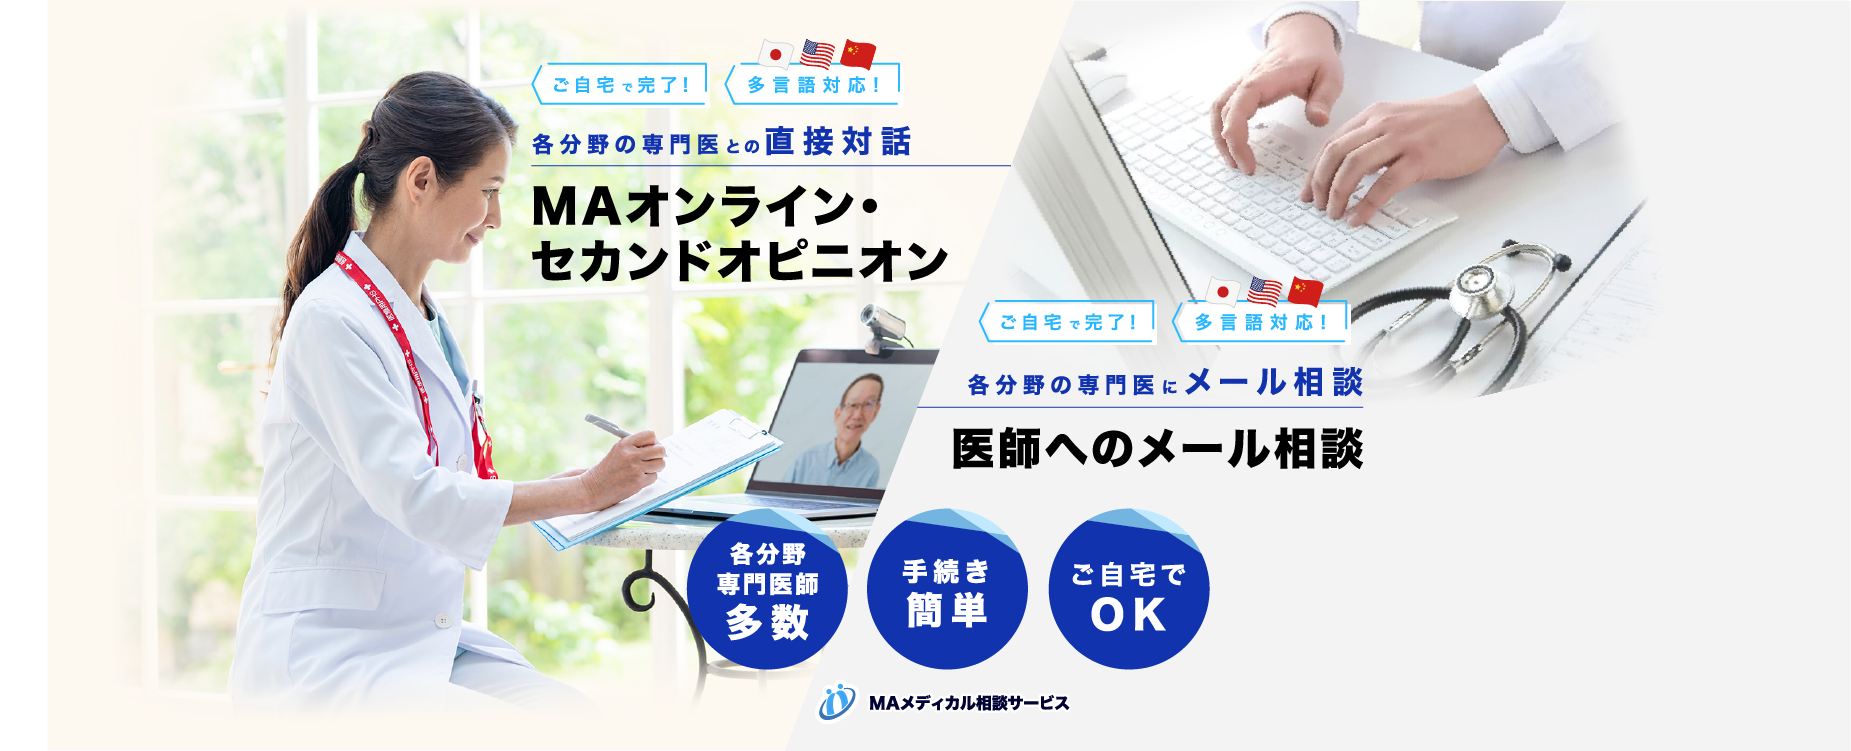 ご自宅で完了!
多言語対応!
各分野の専門医との直接対話
MAオンライン・
セカンドオピニオン
ご自宅で完了!
多言語対応!
各分野の専門医にメール相談
医師へのメール相談
各分野
専門医師
多数
手続き
簡単
ご自宅で
OK
MAメディカル相談サービス